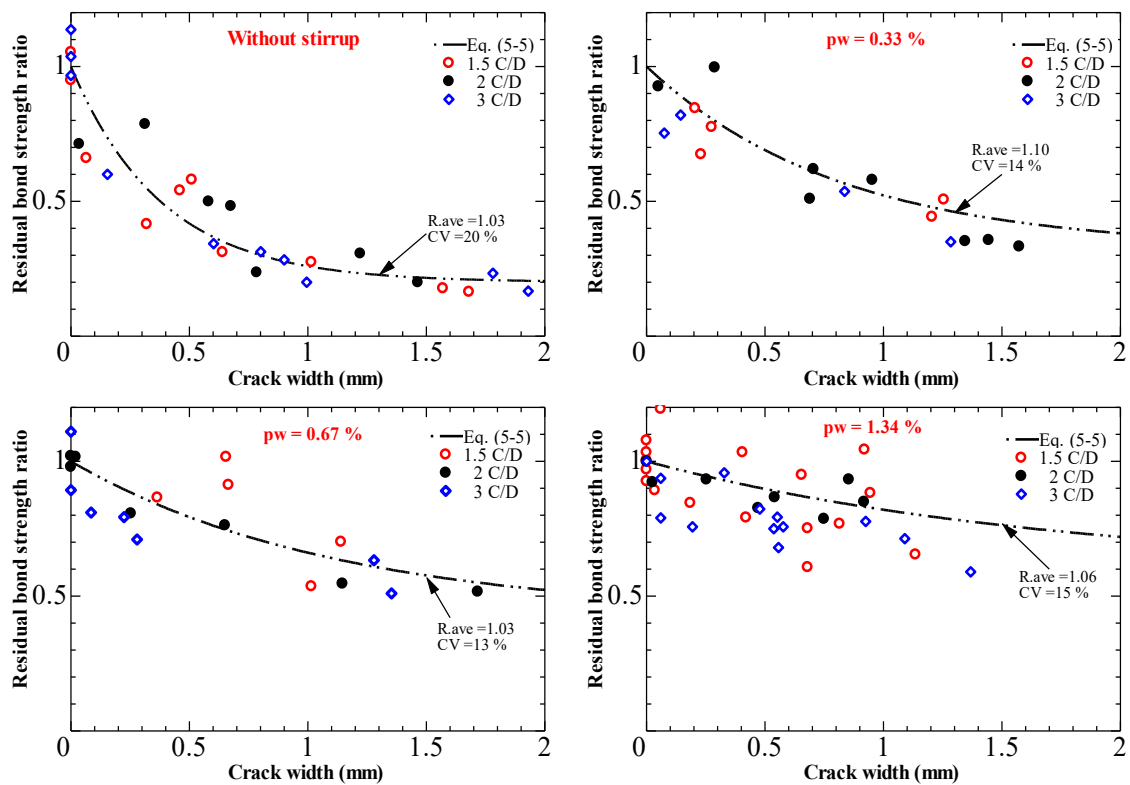 Without stirrup
Residual bond strength ratio
1
0.5
Eq. (5-5)
1.5 C/D
2 C/D
3 C/D
R.ave =1.03
CV =20 %
0 0.5 1 1.5 2
Crack width (mm)
pw = 0.33 %
Residual bond strength ratio
1
0.5
Eq. (5-5)
1.5 C/D
2 C/D
3 C/D
R.ave =1.10
CV =14 %
0 0.5 1 1.5 2
Crack width (mm)
pw = 0.67 %
Residual bond strength ratio
1
0.5
Eq. (5-5)
1.5 C/D
2 C/D
3 C/D
R.ave =1.03
CV =13 %
0 0.5 1 1.5 2
Crack width (mm)
pw = 1.34 %
Residual bond strength ratio
1
0.5
Eq. (5-5)
1.5 C/D
2 C/D
3 C/D
R.ave =1.06
CV =15 %
0 0.5 1 1.5 2
Crack width (mm)